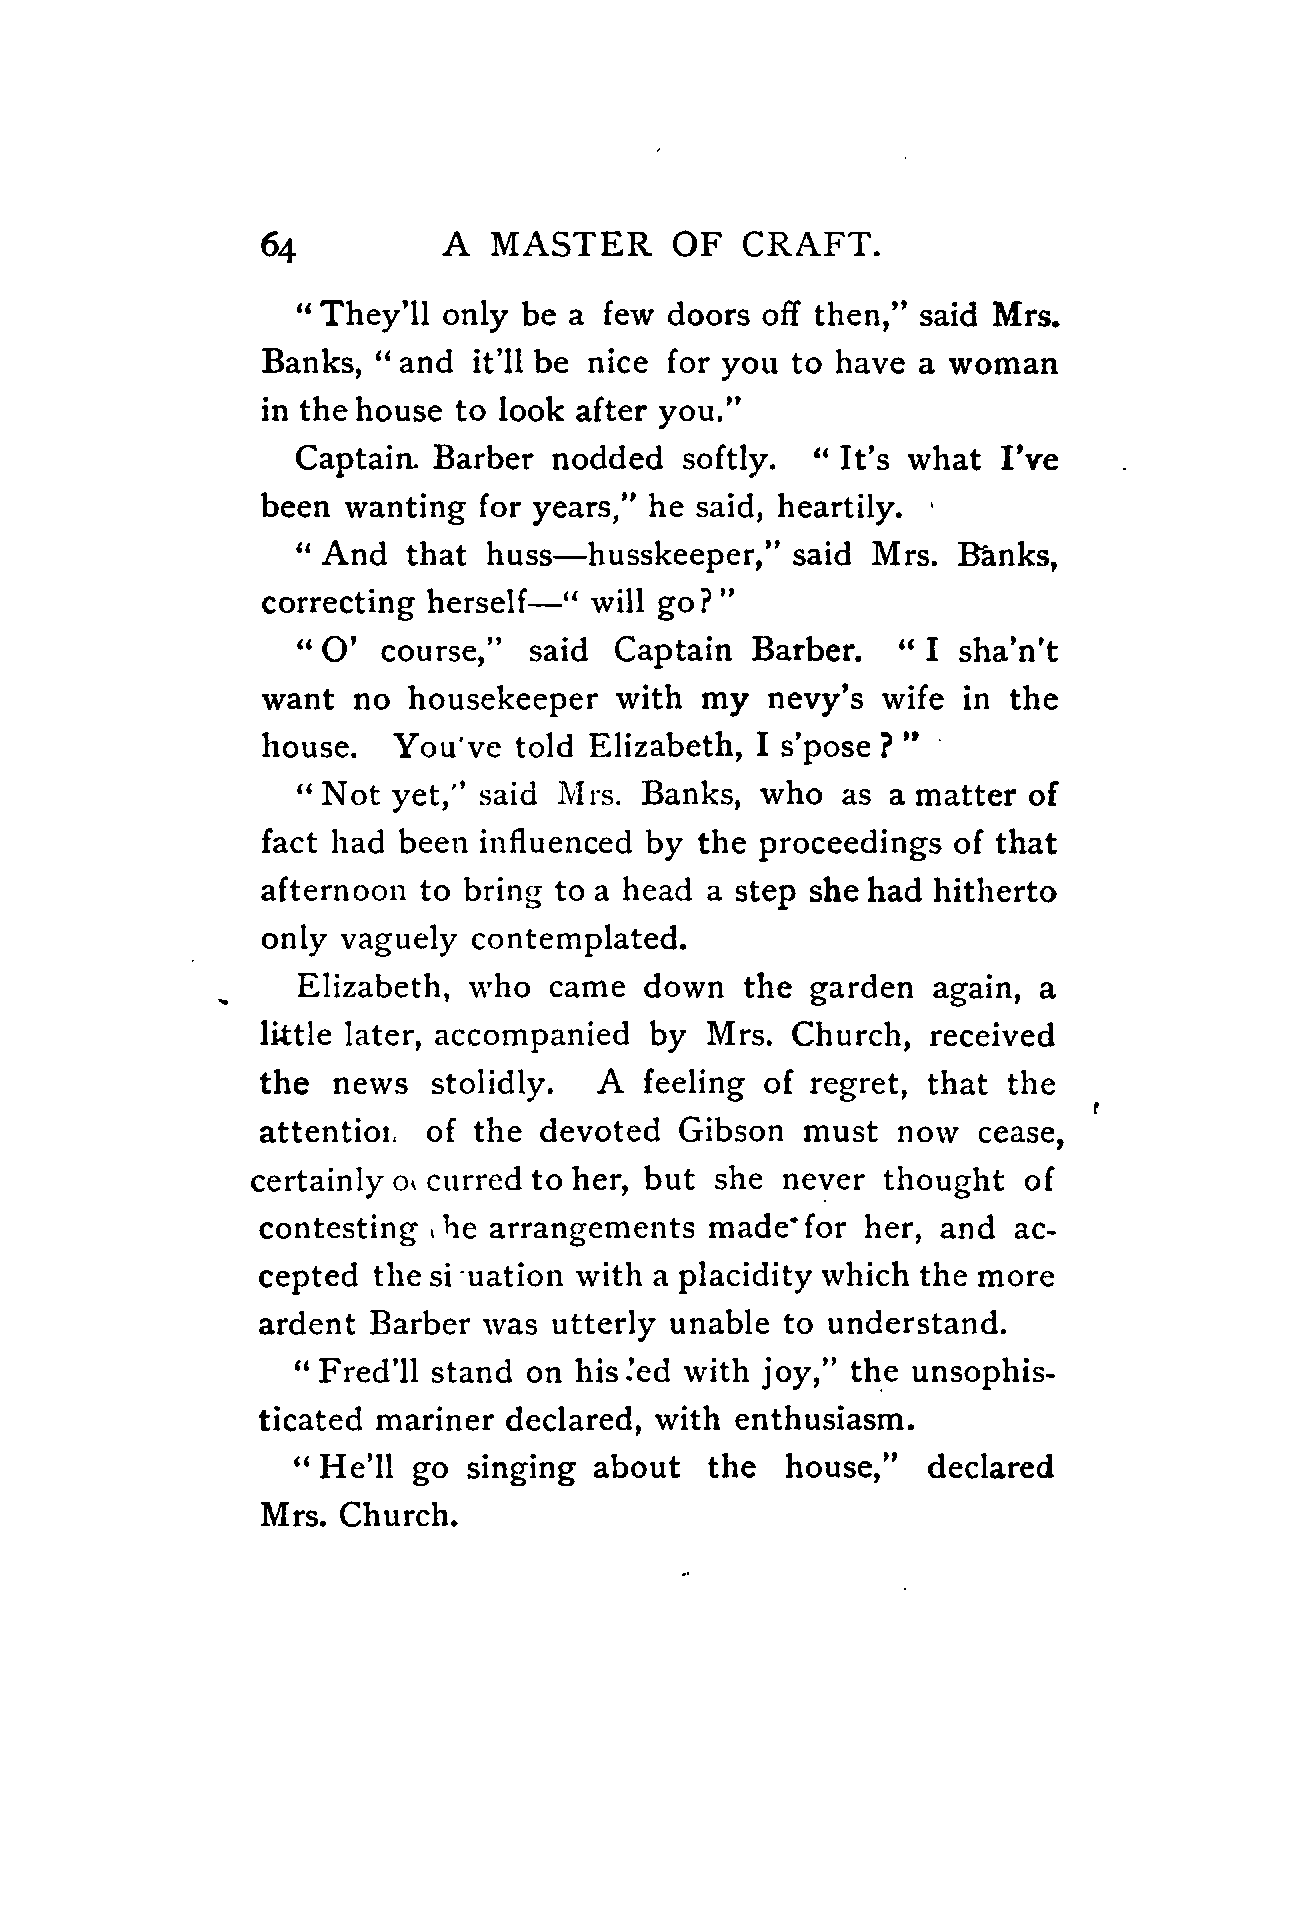 64 A MASTER OF CRAFT.
“They’ll only be a few doors off then,” said Mrs.
Banks, “and it’ll be nice for you to have a woman
in the house to look after you.”
Captain Barber nodded softly. “It’s what I’ve
been wanting for years,” he said, heartily.
“And that huss—husskeeper,” said Mrs. Banks,
correcting herself—“will go?”
“O’ course,” said Captain Barber. “I sha’n’t
want no housekeeper with my nevy’s wife in the
house. You’ve told Elizabeth, I s’pose?”
“Not yet,” said Mrs. Banks, who as a matter of
fact had been influenced by the proceedings of that
afternoon to bring to a head a step she had hitherto
only vaguely contemplated.
Elizabeth, who came down the garden again, a
little later, accompanied by Mrs. Church, received
the news stolidly. A feeling of regret, that the
attention of the devoted Gibson must now cease,
certainly occurred to her, but she never thought of
contesting the arrangements made for her, and ac-
cepted the situation with a placidity which the more
ardent Barber was utterly unable to understand.
“Fred’ll stand on his ’ed with joy,” the unsophis-
ticated mariner declared, with enthusiasm.
“He’ll go singing about the house,” declared
Mrs. Church.